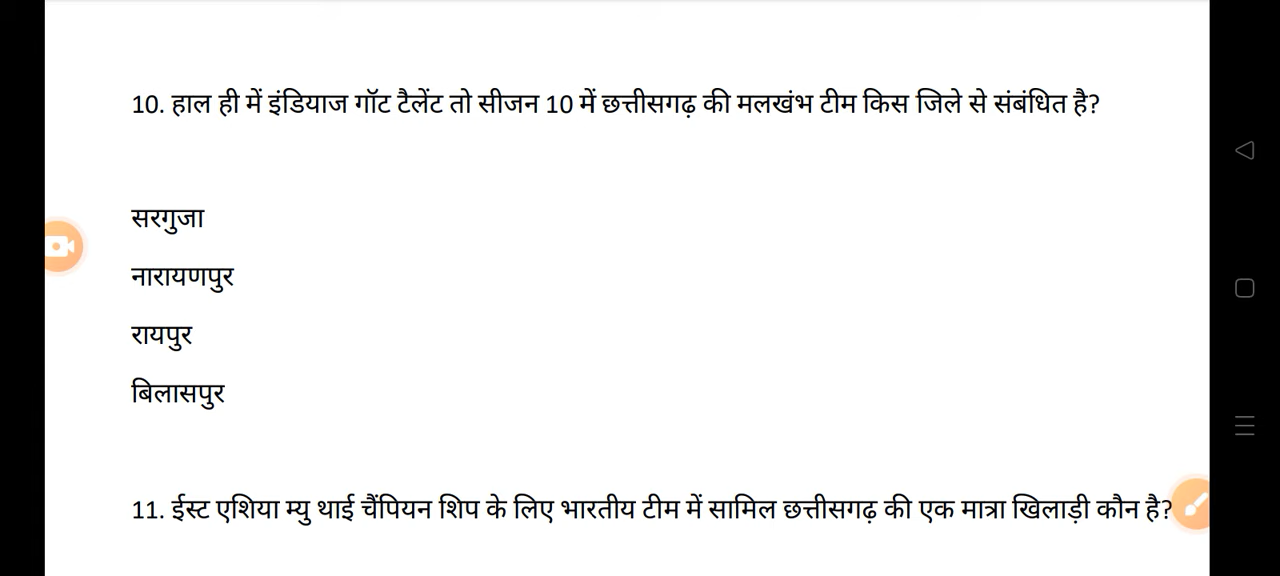 10. हाल ही में इंडियाज गॉट टैलेंट तो सीजन 10 में छत्तीसगढ़ की मलखंभ टीम किस जिले से संबंधित है?
सरगुजा
नारायणपुर
रायपुर
बिलासपुर
11. ईस्ट एशिया म्यु थाई चैंपियन शिप के लिए भारतीय टीम में सामिल छत्तीसगढ़ की एक मात्रा खिलाड़ी कौन है?